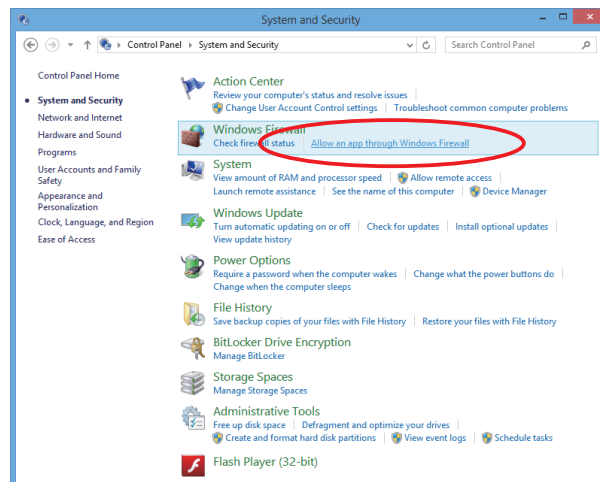 System and Security
Control Panel System and Security Search Control Panel
Control Panel Home
System and Security
Network and Internet
Hardware and Sound
Programs
User Accounts and Family
Safety
Appearance and
Personalization
Clock, Language, and Region
Ease of Access
Action Center
Review your computer's status and resolve issues
Change User Account Control settings Troubleshoot common computer problems
Windows Firewall
Check firewall status Allow an app through Windows Firewall
System
View amount of RAM and processor speed Allow remote access
Launch remote assistance See the name of this computer Device Manager
Windows Update
Turn automatic updating on or off Check for updates Install optional updates
View update history
Power Options
Require a password when the computer wakes Change what the power buttons do
Change when the computer sleeps
File History
Save backup copies of your files with File History Restore your files with File History
BitLocker Drive Encryption
Manage BitLocker
Storage Spaces
Manage Storage Spaces
Administrative Tools
Free up disk space Defragment and optimize your drives
Create and format hard disk partitions View event logs Schedule tasks
Flash Player (32-bit)